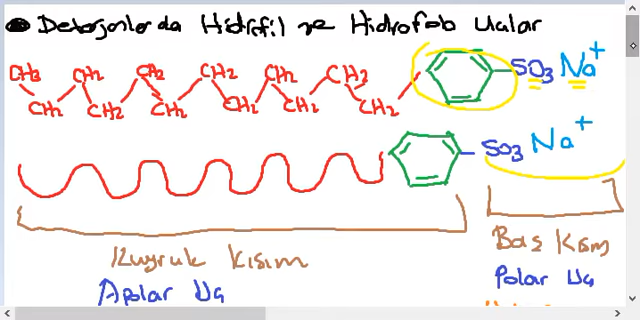 Deterjanlarda Hidrofil ve Hidrofob Uçlar
CH3 CH2 CH2 CH2 CH2 CH2 SO3 Na+
CH2 CH2 CH2 CH2 CH2 CH2
SO3 Na+
Kuyruk Kısım Baş Kısım
Apolar Uç Polar Uç